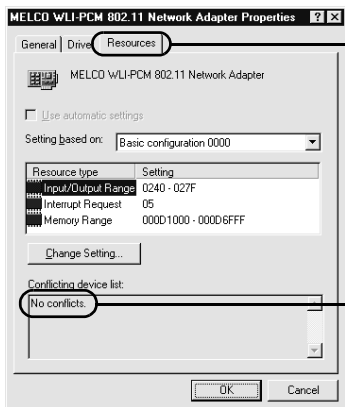 MELCO WLI-PCM 802.11 Network Adapter Properties ? X
General Driver Resources
MELCO WLI-PCM 802.11 Network Adapter
Use automatic settings
Setting based on: Basic configuration 0000
Resource type Setting
Input/Output Range 0240 - 027F
Interrupt Request 05
Memory Range 000D1000 - 000D6FFF
Change Setting...
Conflicting device list:
No conflicts.
OK Cancel